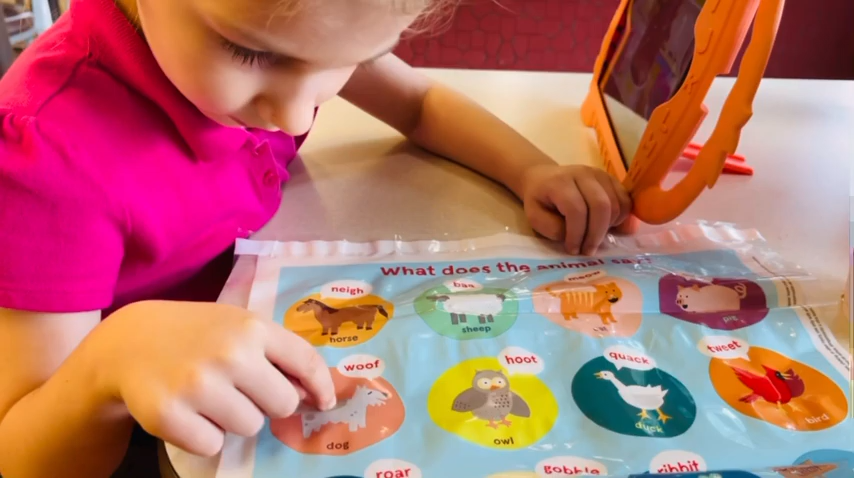 What does the animal say?
neigh
baa
meow
horse
sheep
woof
hoot
quack
tweet
dog
owl
duck
bird
roar
gobble
ribbit